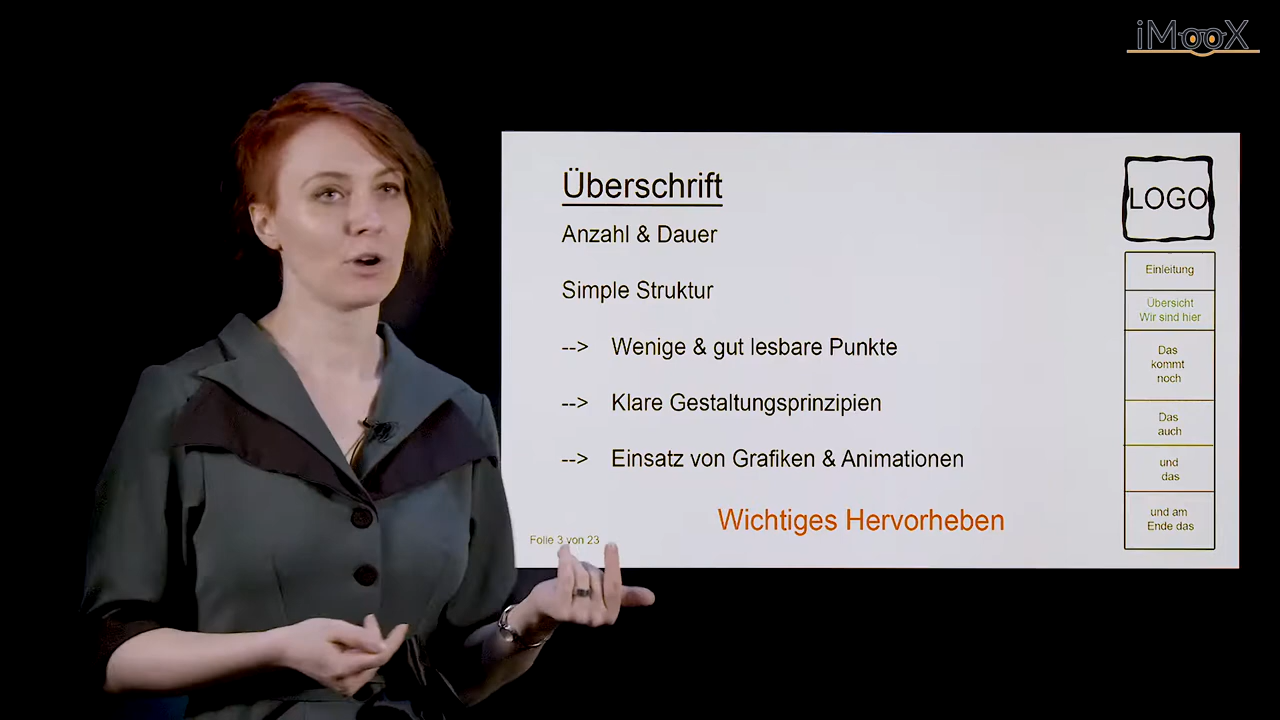 iMooX
Überschrift
LOGO
Anzahl & Dauer
Simple Struktur
--> Wenige & gut lesbare Punkte
--> Klare Gestaltungsprinzipien
--> Einsatz von Grafiken & Animationen
Wichtiges Hervorheben
Folie 3 von 23
Einleitung
Übersicht
Wir sind hier
Das
kommt
noch
Das
auch
und
das
und am
Ende das